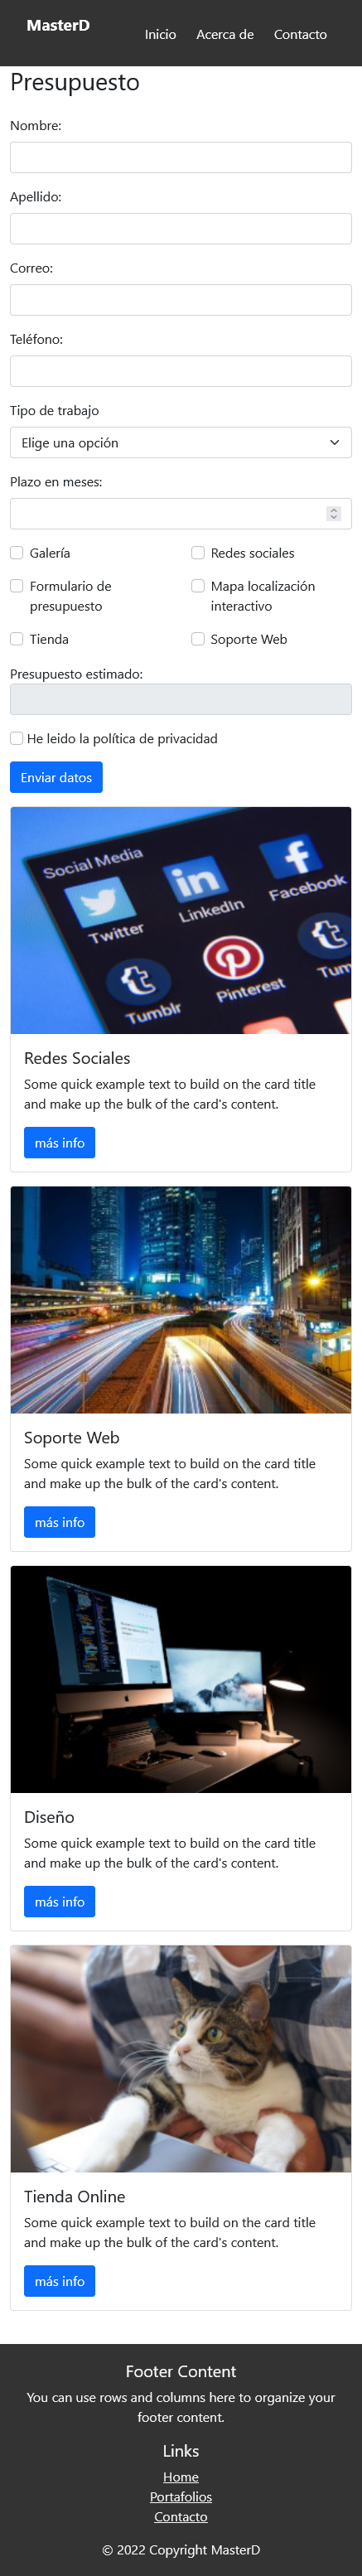 MasterD
Inicio
Acerca de
Contacto
Presupuesto
Nombre:
Apellido:
Correo:
Teléfono:
Tipo de trabajo
Elige una opción
Plazo en meses:
Galería
Redes sociales
Formulario de
presupuesto
Mapa localización
interactivo
Tienda
Soporte Web
Presupuesto estimado:
He leido la política de privacidad
Enviar datos
Social Media
Twitter
LinkedIn
Facebook
Tumblr
Pinterest
Tum
Redes Sociales
Some quick example text to build on the card title
and make up the bulk of the card's content.
más info
Soporte Web
Some quick example text to build on the card title
and make up the bulk of the card's content.
más info
Diseño
Some quick example text to build on the card title
and make up the bulk of the card's content.
más info
Tienda Online
Some quick example text to build on the card title
and make up the bulk of the card's content.
más info
Footer Content
You can use rows and columns here to organize your
footer content.
Links
Home
Portafolios
Contacto
© 2022 Copyright MasterD